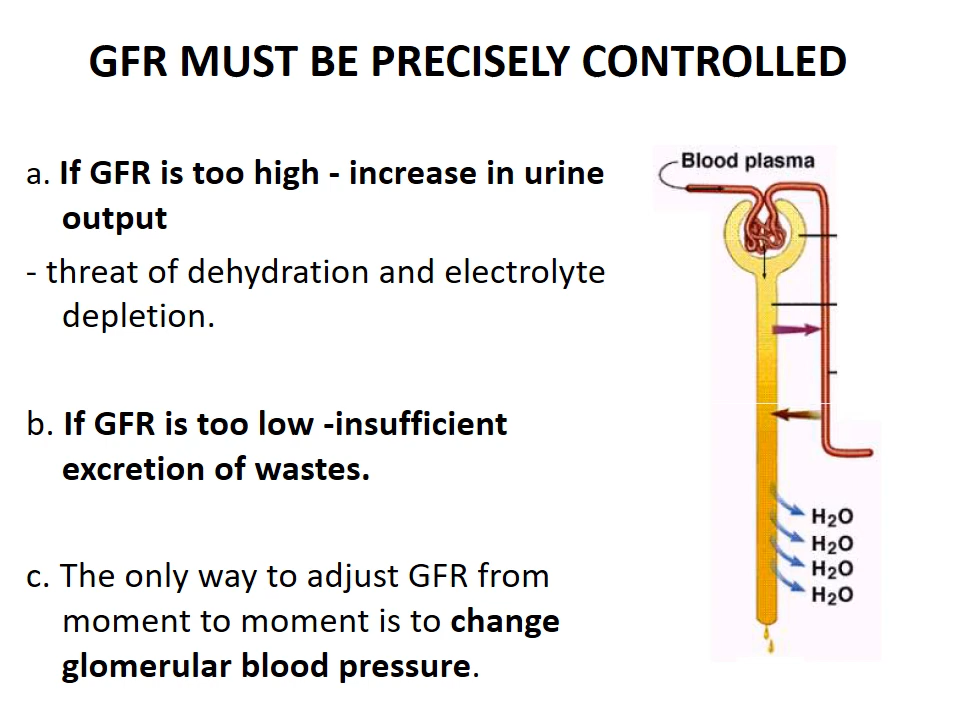 GFR MUST BE PRECISELY CONTROLLED
a. If GFR is too high - increase in urine
output
- threat of dehydration and electrolyte
depletion.
b. If GFR is too low -insufficient
excretion of wastes.
c. The only way to adjust GFR from
moment to moment is to change
glomerular blood pressure.
Blood plasma
H₂O
H₂O
H₂O
H₂O